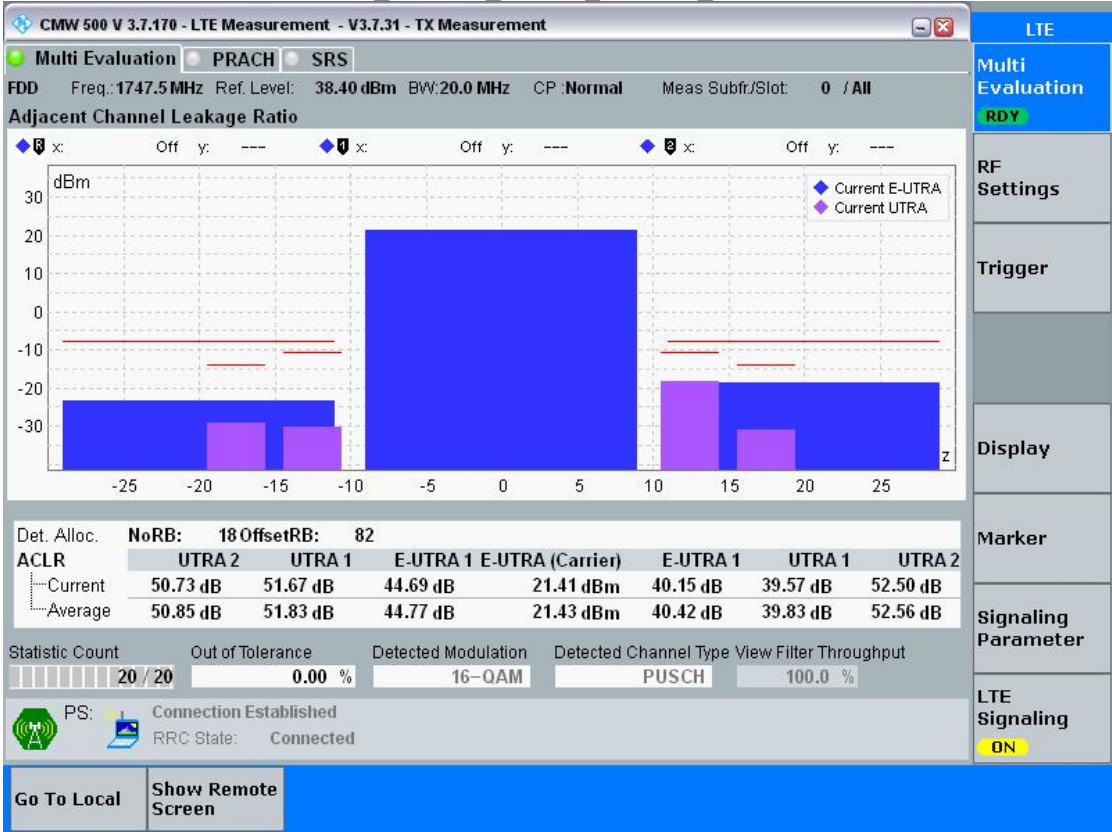 CMW 500 V 3.7.170 - LTE Measurement - V3.7.31 - TX Measurement
LTE
Multi Evaluation PRACH SRS
Multi Evaluation
RDY
FDD Freq.: 1747.5 MHz Ref. Level: 38.40 dBm BW: 20.0 MHz CP : Normal Meas Subfr./Slot: 0 / All
Adjacent Channel Leakage Ratio
R x: Off y: --- 1 x: Off y: --- 2 x: Off y: ---
dBm
Current E-UTRA
Current UTRA
30
20
10
0
-10
-20
-30
z
-25 -20 -15 -10 -5 0 5 10 15 20 25
RF Settings
Trigger
Display
Marker
Signaling Parameter
LTE Signaling
ON
Det. Alloc. NoRB: 18 OffsetRB: 82
ACLR UTRA 2 UTRA 1 E-UTRA 1 E-UTRA (Carrier) E-UTRA 1 UTRA 1 UTRA 2
Current 50.73 dB 51.67 dB 44.69 dB 21.41 dBm 40.15 dB 39.57 dB 52.50 dB
Average 50.85 dB 51.83 dB 44.77 dB 21.43 dBm 40.42 dB 39.83 dB 52.56 dB
Statistic Count Out of Tolerance Detected Modulation Detected Channel Type View Filter Throughput
20 / 20 0.00 % 16-QAM PUSCH 100.0 %
PS: Connection Established
RRC State: Connected
Go To Local
Show Remote Screen